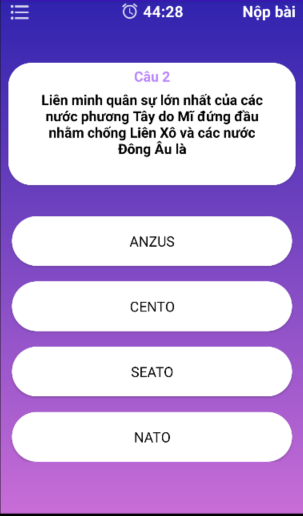 44:28 Nộp bài
Câu 2
Liên minh quân sự lớn nhất của các
nước phương Tây do Mĩ đứng đầu
nhằm chống Liên Xô và các nước
Đông Âu là
ANZUS
CENTO
SEATO
NATO